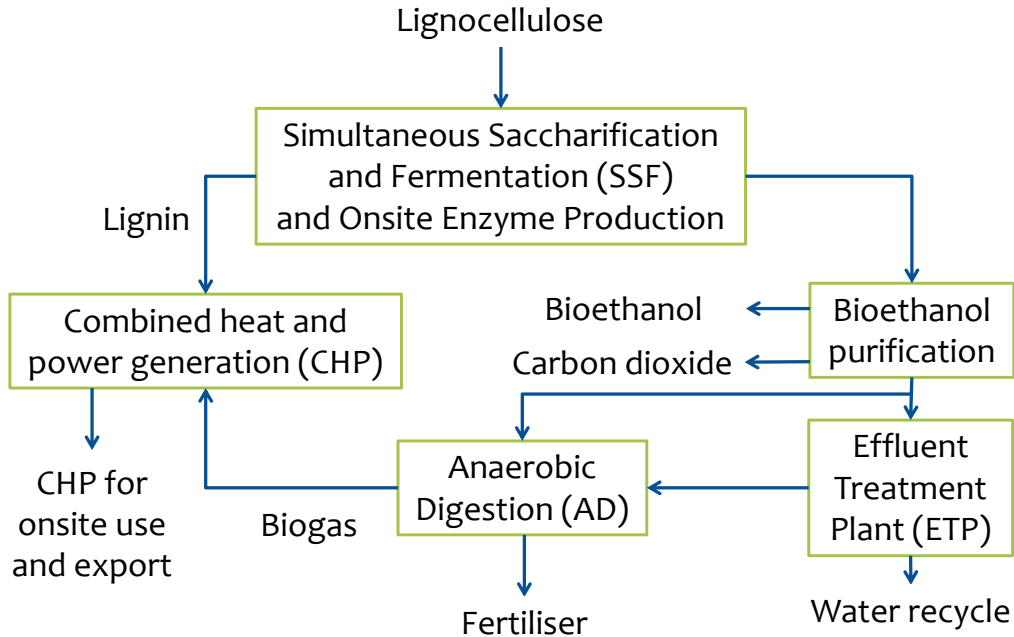 Lignocellulose
Simultaneous Saccharification
and Fermentation (SSF)
and Onsite Enzyme Production
Lignin
Combined heat and
power generation (CHP)
Bioethanol
Carbon dioxide
Bioethanol
purification
CHP for
onsite use
and export
Biogas
Anaerobic
Digestion (AD)
Effluent
Treatment
Plant (ETP)
Fertiliser
Water recycle